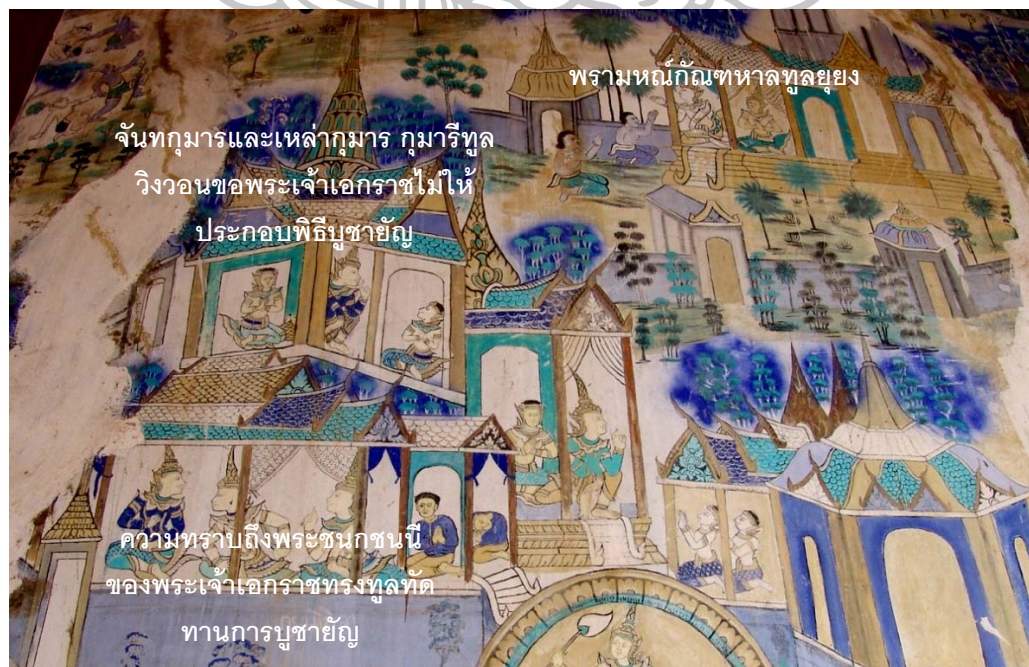 พรามหณ์กัณฑหาลทูลยุยง
จันทกุมารและเหล่ากุมาร กุมารีทูล
วิงวอนขอพระเจ้าเอกราชไม่ให้
ประกอบพิธีบูชายัญ
ความทราบถึงพระชนกชนนี
ของพระเจ้าเอกราชทรงทูลทัด
ทานการบูชายัญ